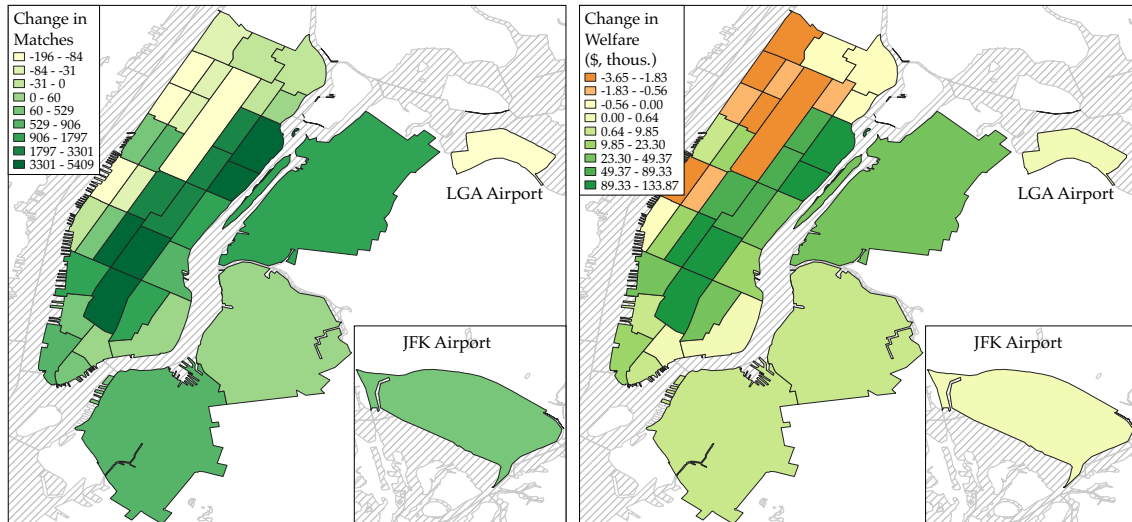 Change in
Matches
-196 - -84
-84 - -31
-31 - 0
0 - 60
60 - 529
529 - 906
906 - 1797
1797 - 3301
3301 - 5409
LGA Airport
JFK Airport
Change in
Welfare
($, thous.)
-3.65 - -1.83
-1.83 - -0.56
-0.56 - 0.00
0.00 - 0.64
0.64 - 9.85
9.85 - 23.30
23.30 - 49.37
49.37 - 89.33
89.33 - 133.87
LGA Airport
JFK Airport